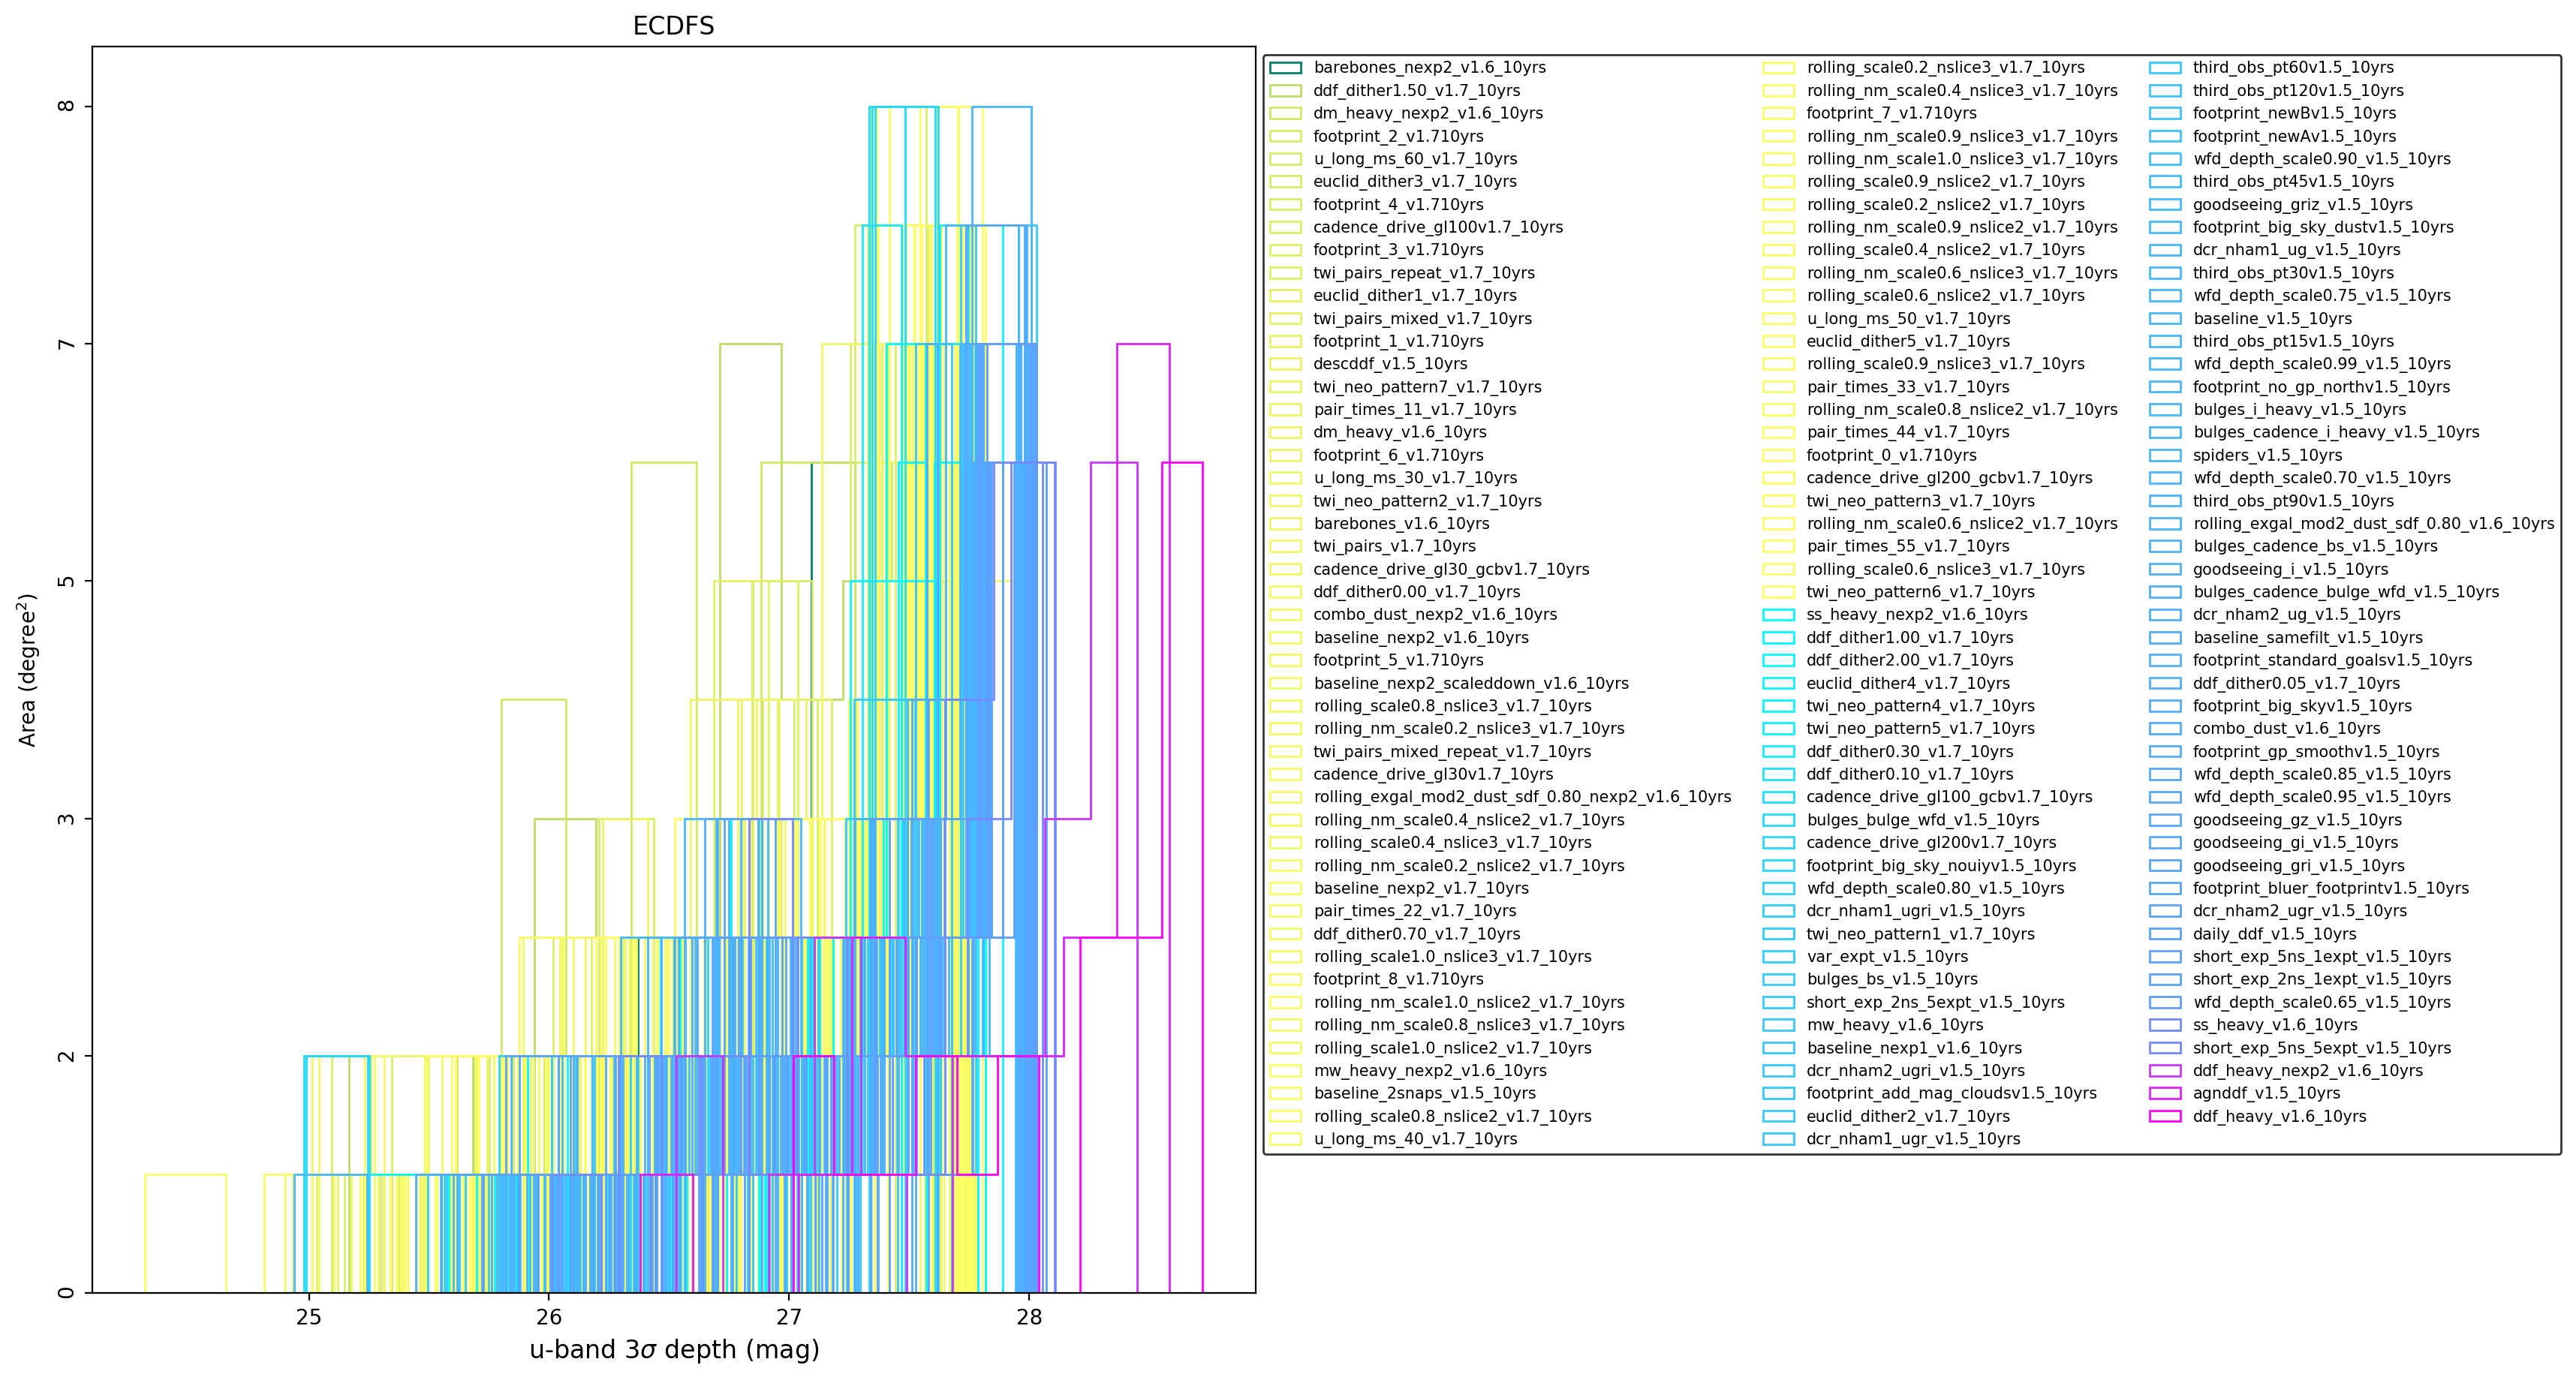 ECDFS
Area (degree²)
8
7
5
3
2
0
25
26
27
28
u-band 3σ depth (mag)
barebones_nexp2_v1.6_10yrs
ddf_dither1.50_v1.7_10yrs
dm_heavy_nexp2_v1.6_10yrs
footprint_2_v1.710yrs
u_long_ms_60_v1.7_10yrs
euclid_dither3_v1.7_10yrs
footprint_4_v1.710yrs
cadence_drive_gl100v1.7_10yrs
footprint_3_v1.710yrs
twi_pairs_repeat_v1.7_10yrs
euclid_dither1_v1.7_10yrs
twi_pairs_mixed_v1.7_10yrs
footprint_1_v1.710yrs
descddf_v1.5_10yrs
twi_neo_pattern7_v1.7_10yrs
pair_times_11_v1.7_10yrs
dm_heavy_v1.6_10yrs
footprint_6_v1.710yrs
u_long_ms_30_v1.7_10yrs
twi_neo_pattern2_v1.7_10yrs
barebones_v1.6_10yrs
twi_pairs_v1.7_10yrs
cadence_drive_gl30_gcbv1.7_10yrs
ddf_dither0.00_v1.7_10yrs
combo_dust_nexp2_v1.6_10yrs
baseline_nexp2_v1.6_10yrs
footprint_5_v1.710yrs
baseline_nexp2_scaleddown_v1.6_10yrs
rolling_scale0.8_nslice3_v1.7_10yrs
rolling_nm_scale0.2_nslice3_v1.7_10yrs
twi_pairs_mixed_repeat_v1.7_10yrs
cadence_drive_gl30v1.7_10yrs
rolling_exgal_mod2_dust_sdf_0.80_nexp2_v1.6_10yrs
rolling_nm_scale0.4_nslice2_v1.7_10yrs
rolling_scale0.4_nslice3_v1.7_10yrs
rolling_nm_scale0.2_nslice2_v1.7_10yrs
baseline_nexp2_v1.7_10yrs
pair_times_22_v1.7_10yrs
ddf_dither0.70_v1.7_10yrs
rolling_scale1.0_nslice3_v1.7_10yrs
footprint_8_v1.710yrs
rolling_nm_scale1.0_nslice2_v1.7_10yrs
rolling_nm_scale0.8_nslice3_v1.7_10yrs
rolling_scale1.0_nslice2_v1.7_10yrs
mw_heavy_nexp2_v1.6_10yrs
baseline_2snaps_v1.5_10yrs
rolling_scale0.8_nslice2_v1.7_10yrs
u_long_ms_40_v1.7_10yrs
rolling_scale0.2_nslice3_v1.7_10yrs
rolling_nm_scale0.4_nslice3_v1.7_10yrs
footprint_7_v1.710yrs
rolling_nm_scale0.9_nslice3_v1.7_10yrs
rolling_nm_scale1.0_nslice3_v1.7_10yrs
rolling_scale0.9_nslice2_v1.7_10yrs
rolling_scale0.2_nslice2_v1.7_10yrs
rolling_nm_scale0.9_nslice2_v1.7_10yrs
rolling_scale0.4_nslice2_v1.7_10yrs
rolling_nm_scale0.6_nslice3_v1.7_10yrs
rolling_scale0.6_nslice2_v1.7_10yrs
u_long_ms_50_v1.7_10yrs
euclid_dither5_v1.7_10yrs
rolling_scale0.9_nslice3_v1.7_10yrs
pair_times_33_v1.7_10yrs
rolling_nm_scale0.8_nslice2_v1.7_10yrs
pair_times_44_v1.7_10yrs
footprint_0_v1.710yrs
cadence_drive_gl200_gcbv1.7_10yrs
twi_neo_pattern3_v1.7_10yrs
rolling_nm_scale0.6_nslice2_v1.7_10yrs
pair_times_55_v1.7_10yrs
rolling_scale0.6_nslice3_v1.7_10yrs
twi_neo_pattern6_v1.7_10yrs
ss_heavy_nexp2_v1.6_10yrs
ddf_dither1.00_v1.7_10yrs
ddf_dither2.00_v1.7_10yrs
euclid_dither4_v1.7_10yrs
twi_neo_pattern4_v1.7_10yrs
twi_neo_pattern5_v1.7_10yrs
ddf_dither0.30_v1.7_10yrs
ddf_dither0.10_v1.7_10yrs
cadence_drive_gl100_gcbv1.7_10yrs
bulges_bulge_wfd_v1.5_10yrs
cadence_drive_gl200v1.7_10yrs
footprint_big_sky_nouiyv1.5_10yrs
wfd_depth_scale0.80_v1.5_10yrs
dcr_nham1_ugri_v1.5_10yrs
twi_neo_pattern1_v1.7_10yrs
var_expt_v1.5_10yrs
bulges_bs_v1.5_10yrs
short_exp_2ns_5expt_v1.5_10yrs
mw_heavy_v1.6_10yrs
baseline_nexp1_v1.6_10yrs
dcr_nham2_ugri_v1.5_10yrs
footprint_add_mag_cloudsv1.5_10yrs
euclid_dither2_v1.7_10yrs
dcr_nham1_ugr_v1.5_10yrs
third_obs_pt60v1.5_10yrs
third_obs_pt120v1.5_10yrs
footprint_newBv1.5_10yrs
footprint_newAv1.5_10yrs
wfd_depth_scale0.90_v1.5_10yrs
third_obs_pt45v1.5_10yrs
goodseeing_griz_v1.5_10yrs
footprint_big_sky_dustv1.5_10yrs
dcr_nham1_ug_v1.5_10yrs
third_obs_pt30v1.5_10yrs
wfd_depth_scale0.75_v1.5_10yrs
baseline_v1.5_10yrs
third_obs_pt15v1.5_10yrs
wfd_depth_scale0.99_v1.5_10yrs
footprint_no_gp_northv1.5_10yrs
bulges_i_heavy_v1.5_10yrs
bulges_cadence_i_heavy_v1.5_10yrs
spiders_v1.5_10yrs
wfd_depth_scale0.70_v1.5_10yrs
third_obs_pt90v1.5_10yrs
rolling_exgal_mod2_dust_sdf_0.80_v1.6_10yrs
bulges_cadence_bs_v1.5_10yrs
goodseeing_i_v1.5_10yrs
bulges_cadence_bulge_wfd_v1.5_10yrs
dcr_nham2_ug_v1.5_10yrs
baseline_samefilt_v1.5_10yrs
footprint_standard_goalsv1.5_10yrs
ddf_dither0.05_v1.7_10yrs
footprint_big_skyv1.5_10yrs
combo_dust_v1.6_10yrs
footprint_gp_smoothv1.5_10yrs
wfd_depth_scale0.85_v1.5_10yrs
wfd_depth_scale0.95_v1.5_10yrs
goodseeing_gz_v1.5_10yrs
goodseeing_gi_v1.5_10yrs
goodseeing_gri_v1.5_10yrs
footprint_bluer_footprintv1.5_10yrs
dcr_nham2_ugr_v1.5_10yrs
daily_ddf_v1.5_10yrs
short_exp_5ns_1expt_v1.5_10yrs
short_exp_2ns_1expt_v1.5_10yrs
wfd_depth_scale0.65_v1.5_10yrs
ss_heavy_v1.6_10yrs
short_exp_5ns_5expt_v1.5_10yrs
ddf_heavy_nexp2_v1.6_10yrs
agnddf_v1.5_10yrs
ddf_heavy_v1.6_10yrs